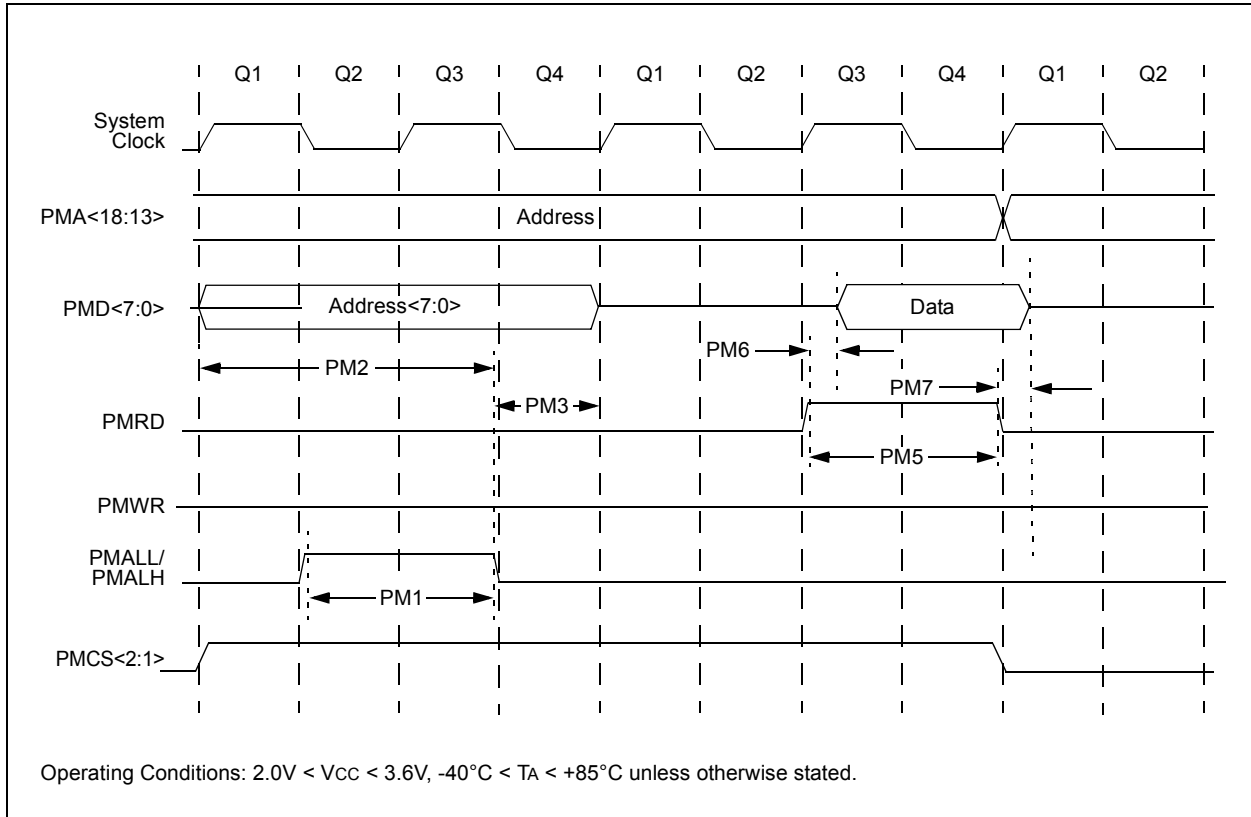 Q1 Q2 Q3 Q4 Q1 Q2 Q3 Q4 Q1 Q2
System
Clock
PMA<18:13>
Address
PMD<7:0>
Address<7:0>
Data
PM2
PM6
PM7
PM3
PMRD
PM5
PMWR
PMALL/
PMALH
PM1
PMCS<2:1>
Operating Conditions: 2.0V < VCC < 3.6V, -40°C < TA < +85°C unless otherwise stated.